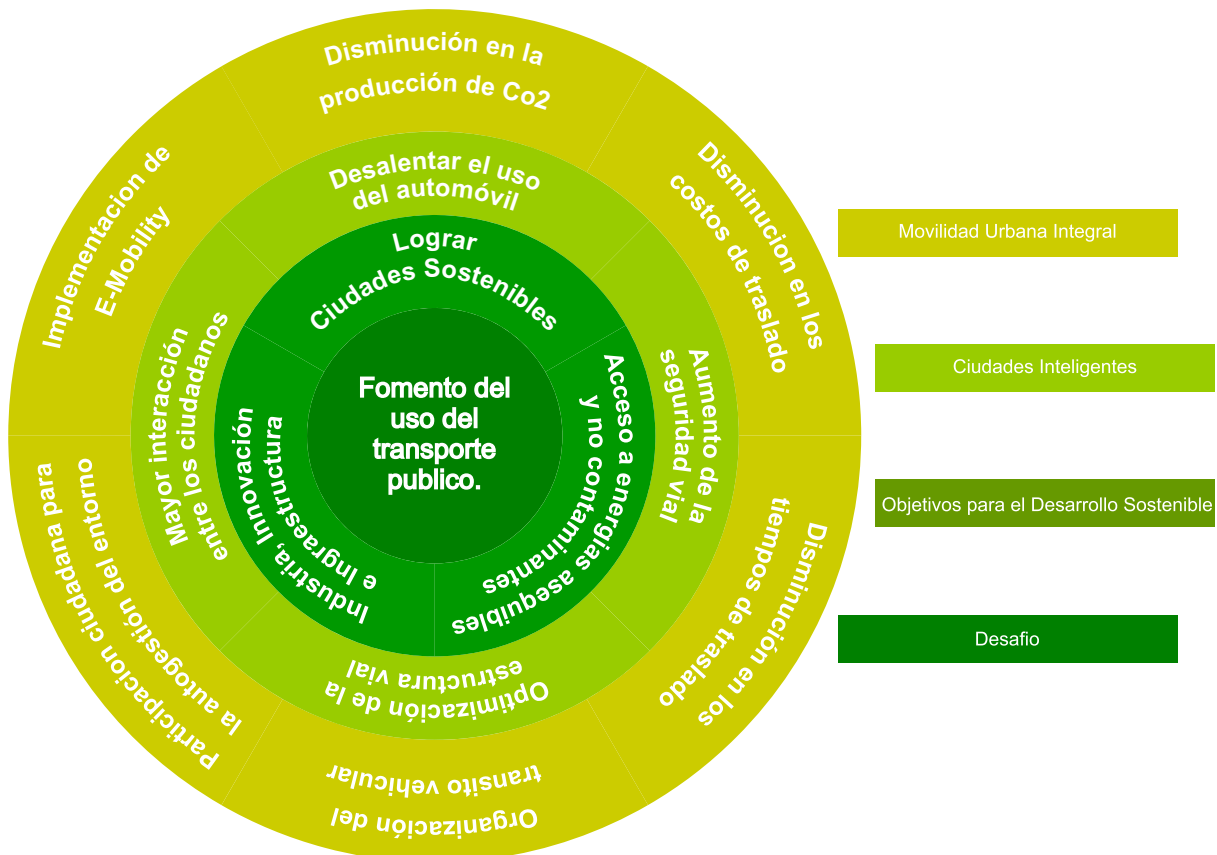 Disminución en la
producción de Co2
Disminucion en los
costos de traslado
Disminución en los
tiempos de traslado
Organización del
transito vehicular
Participacion ciudadana para
la autogestión del entorno
Implementacion de
E-Mobility
Desalentar el uso
del automóvil
Aumento de la
seguridad vial
Optimización de la
estructura vial
Mayor interacción
entre los ciudadanos
Lograr
Ciudades Sostenibles
Acceso a energías asequibles
y no contaminantes
Industria, Innovación
e Ingraestructura
Fomento del
uso del
transporte
publico.
Movilidad Urbana Integral
Ciudades Inteligentes
Objetivos para el Desarrollo Sostenible
Desafio